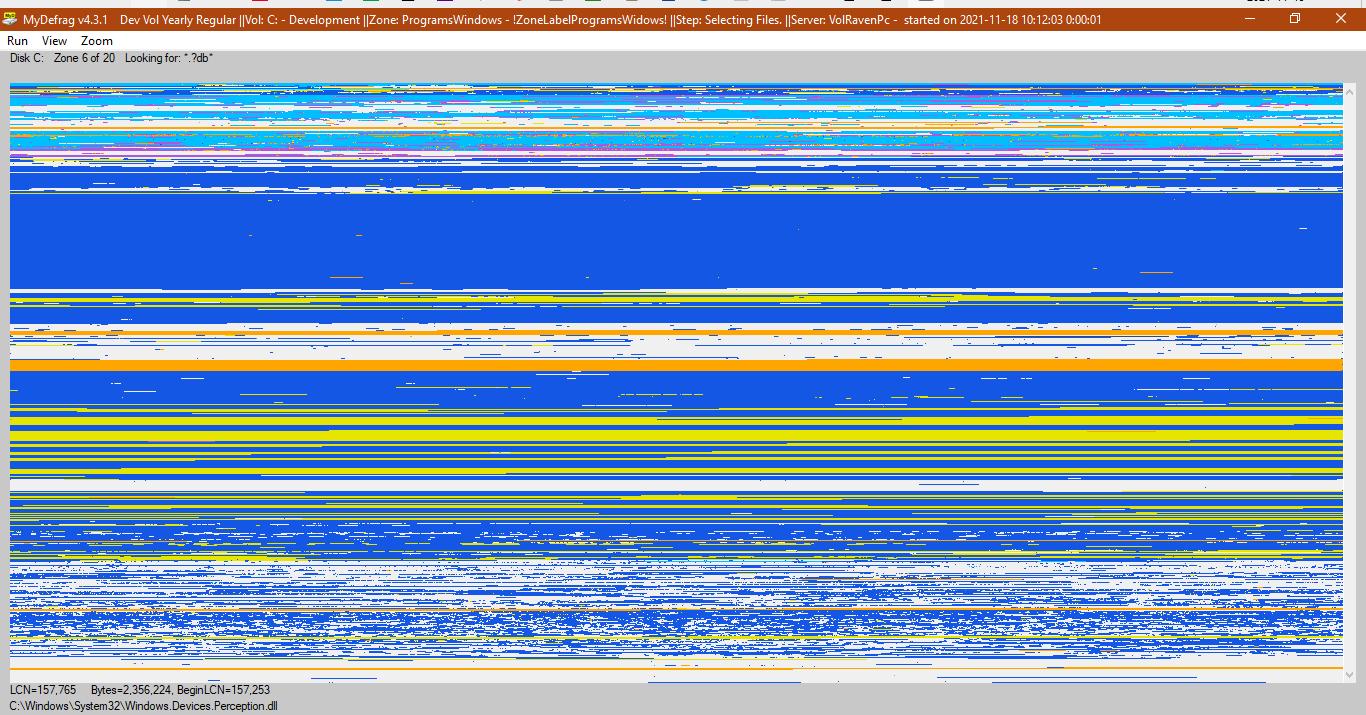 MyDefrag v4.3.1    Dev Vol Yearly Regular ||Vol: C: - Development ||Zone: ProgramsWindows - !ZoneLabelProgramsWidows! ||Step: Selecting Files. ||Server: VolRavenPc -  started on 2021-11-18 10:12:03 0:00:01
Run View Zoom
Disk C:   Zone 6 of 20   Looking for: *.?db*
LCN=157,765     Bytes=2,356,224, BeginLCN=157,253
C:\Windows\System32\Windows.Devices.Perception.dll